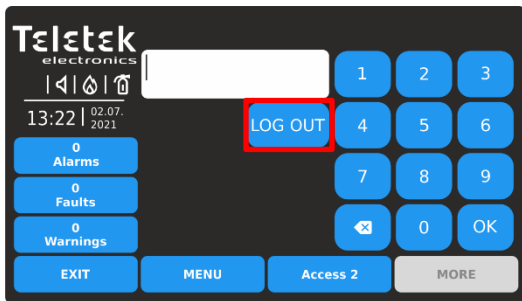 Teletek
electronics
13:22
02.07.
2021
0
Alarms
0
Faults
0
Warnings
LOG OUT
1 2 3
4 5 6
7 8 9
0 OK
EXIT MENU Access 2 MORE